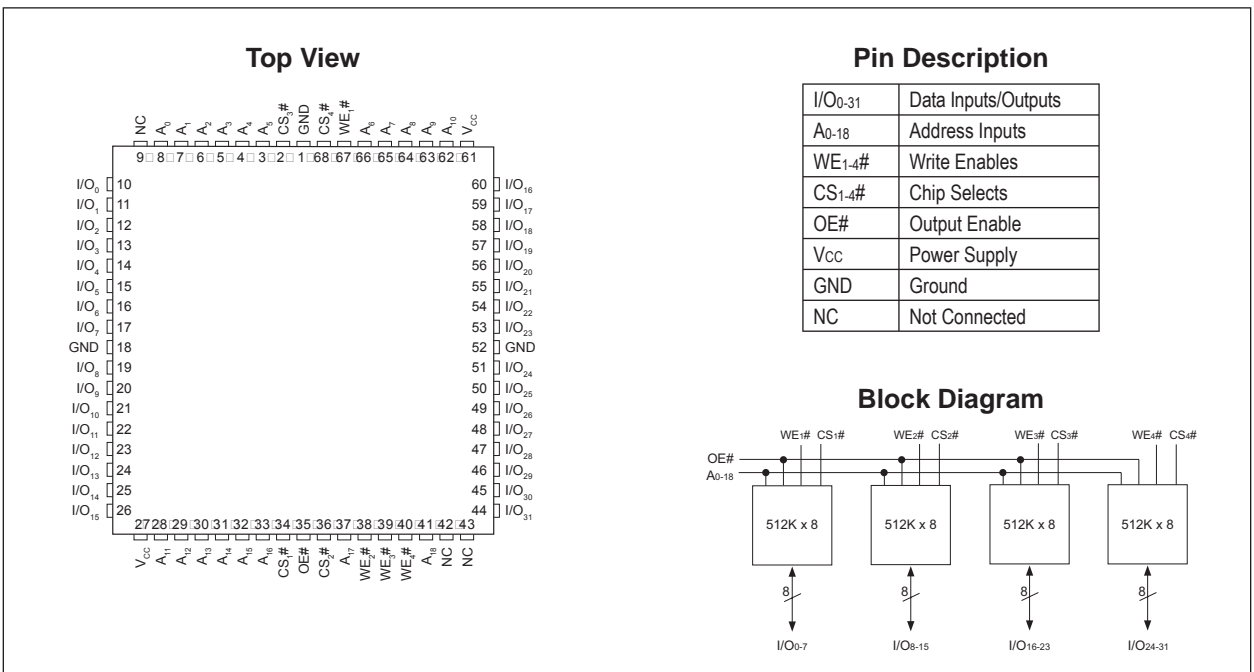 Top View
NC A₀ A₁ A₂ A₃ A₄ A₅ CS₃# GND CS₄# WE₁# A₆ A₇ A₈ A₉ A₁₀ VCC
9 8 7 6 5 4 3 2 1 68 67 66 65 64 63 62 61
I/O₀ 10 60 I/O₁₆
I/O₁ 11 59 I/O₁₇
I/O₂ 12 58 I/O₁₈
I/O₃ 13 57 I/O₁₉
I/O₄ 14 56 I/O₂₀
I/O₅ 15 55 I/O₂₁
I/O₆ 16 54 I/O₂₂
I/O₇ 17 53 I/O₂₃
GND 18 52 GND
I/O₈ 19 51 I/O₂₄
I/O₉ 20 50 I/O₂₅
I/O₁₀ 21 49 I/O₂₆
I/O₁₁ 22 48 I/O₂₇
I/O₁₂ 23 47 I/O₂₈
I/O₁₃ 24 46 I/O₂₉
I/O₁₄ 25 45 I/O₃₀
I/O₁₅ 26 44 I/O₃₁
27 28 29 30 31 32 33 34 35 36 37 38 39 40 41 42 43
VCC A₁₁ A₁₂ A₁₃ A₁₄ A₁₅ A₁₆ CS₁# OE# CS₂# A₁₇ WE₂# WE₃# WE₄# A₁₈ NC NC
Pin Description
I/O0-31 Data Inputs/Outputs
A0-18 Address Inputs
WE1-4# Write Enables
CS1-4# Chip Selects
OE# Output Enable
VCC Power Supply
GND Ground
NC Not Connected
Block Diagram
WE1# CS1# WE2# CS2# WE3# CS3# WE4# CS4#
OE#
A0-18
512K x 8 512K x 8 512K x 8 512K x 8
8 8 8 8
I/O0-7 I/O8-15 I/O16-23 I/O24-31